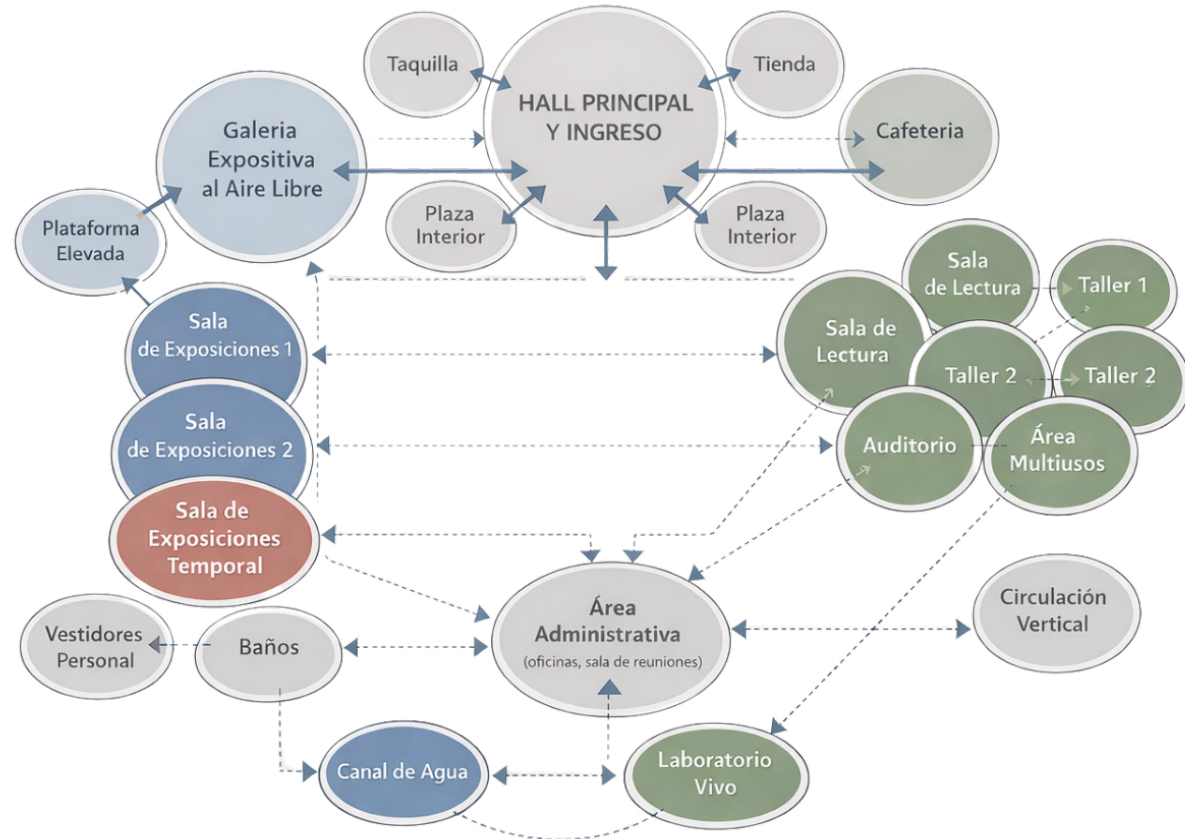 Taquilla
HALL PRINCIPAL
Y INGRESO
Tienda
Galeria
Expositiva
al Aire Libre
Cafeteria
Plataforma
Elevada
Plaza
Interior
Plaza
Interior
Sala
de Lectura
Taller 1
Sala
de Exposiciones 1
Sala de
Lectura
Taller 2
Taller 2
Sala
de Exposiciones 2
Auditorio
Área
Multiusos
Sala de
Exposiciones
Temporal
Área
Administrativa
(oficinas, sala de reuniones)
Circulación
Vertical
Vestidores
Personal
Baños
Canal de Agua
Laboratorio
Vivo